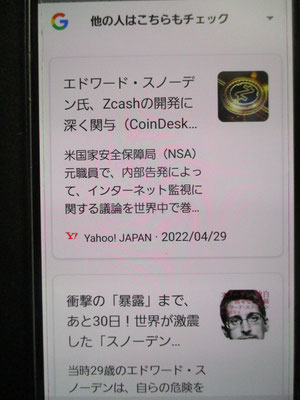 他の人はこちらもチェック
エドワード・スノーデ
ン氏、Zcashの開発に
深く関与（CoinDesk...
米国家安全保障局（NSA）
元職員で、内部告発によっ
て、インターネット監視に
関する議論を世界中で巻...
Yahoo! JAPAN · 2022/04/29
衝撃の「暴露」まで、
あと30日！世界が激震
した「スノーデン...
当時29歳のエドワード・ス
ノーデンは、自らの危険を